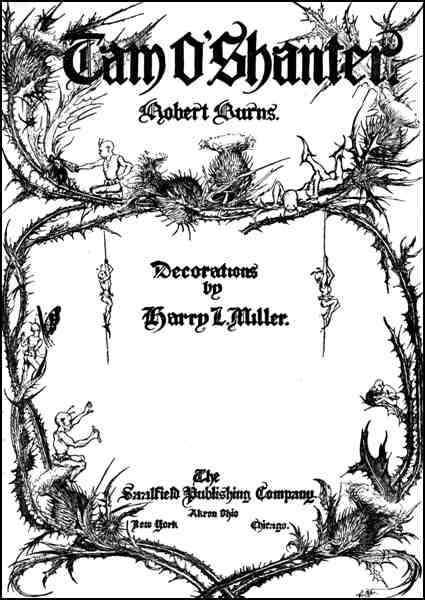 Tam O'Shanter.
Robert Burns.
Decorations
by
Harry L. Miller.
The
Saalfield Publishing Company.
Akron Ohio
New York Chicago.